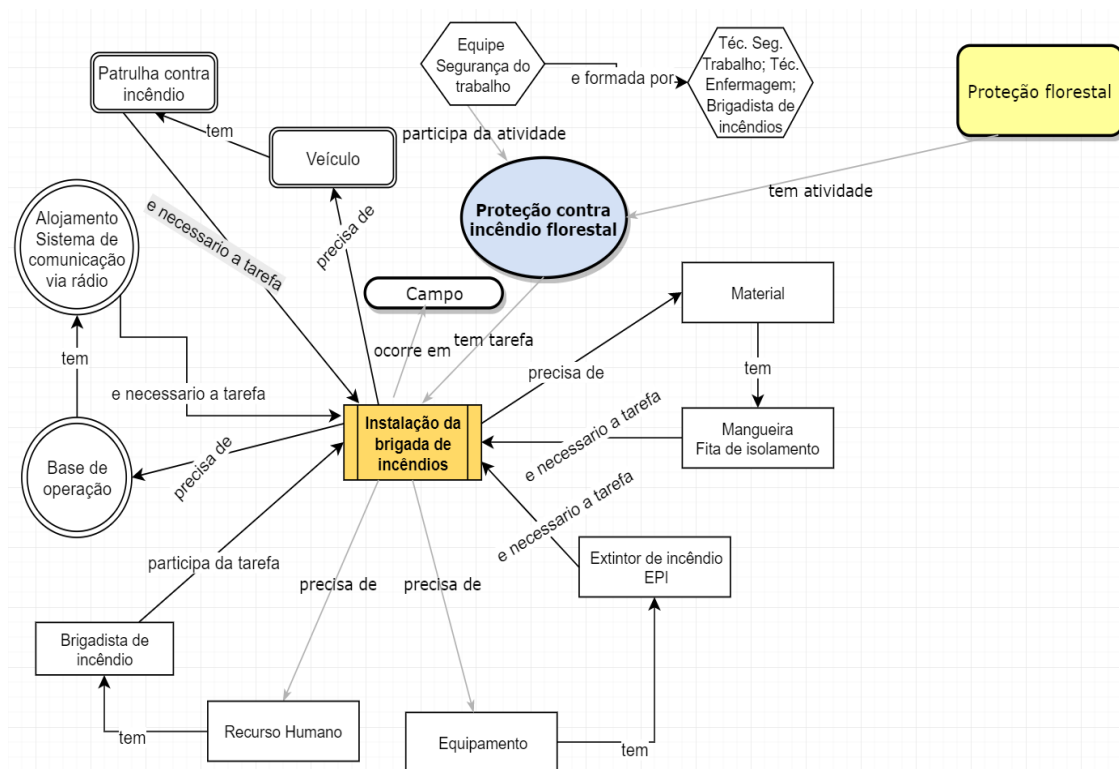 Patrulha contra
incêndio
Equipe
Segurança do
trabalho
e formada por
Téc. Seg.
Trabalho; Téc.
Enfermagem;
Brigadista de
incêndios
Proteção florestal
tem
participa da atividade
Veículo
tem atividade
Alojamento
Sistema de
comunicação
via rádio
e necessario a tarefa
precisa de
Proteção contra
incêndio florestal
Campo
Material
ocorre em
tem tarefa
tem
precisa de
tem
e necessario a tarefa
Instalação da
brigada de
incêndios
e necessario a tarefa
Mangueira
Fita de isolamento
Base de
operação
precisa de
e necessario a tarefa
participa da tarefa
Extintor de incêndio
EPI
precisa de
precisa de
Brigadista de
incêndio
tem
Recurso Humano
Equipamento
tem